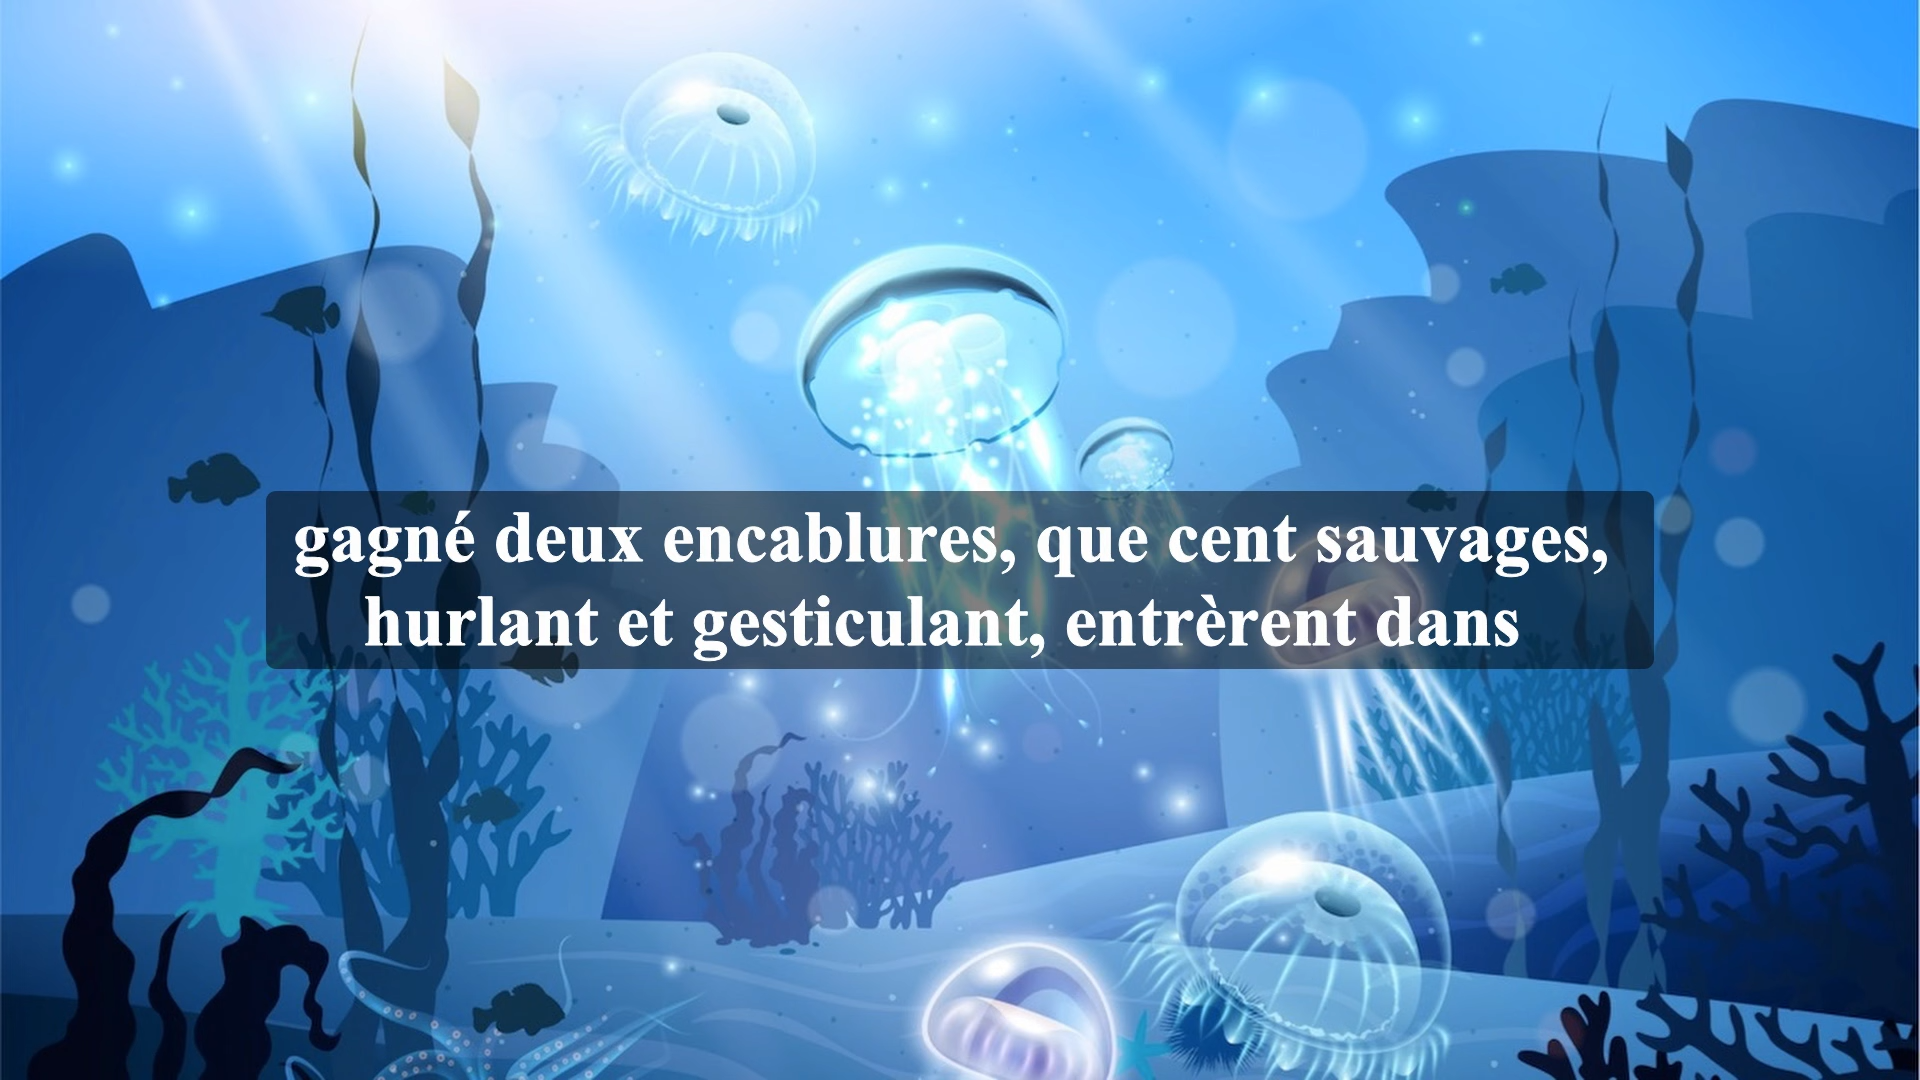 gagné deux encablures, que cent sauvages,
hurlant et gesticulant, entrèrent dans